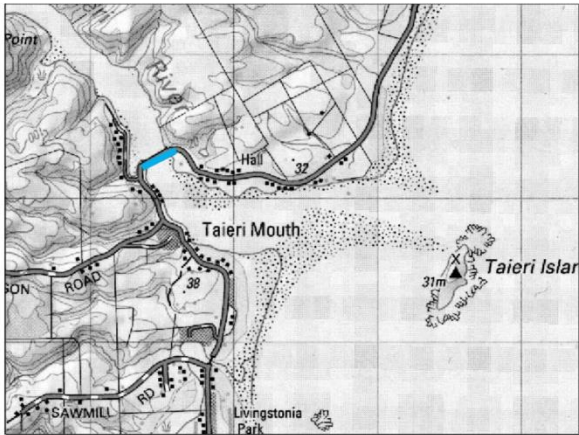 Point
River
Hall
32
Taieri Mouth
Taieri Islan
31m
SON ROAD
38
SAWMILL RD
Livingstonia
Park